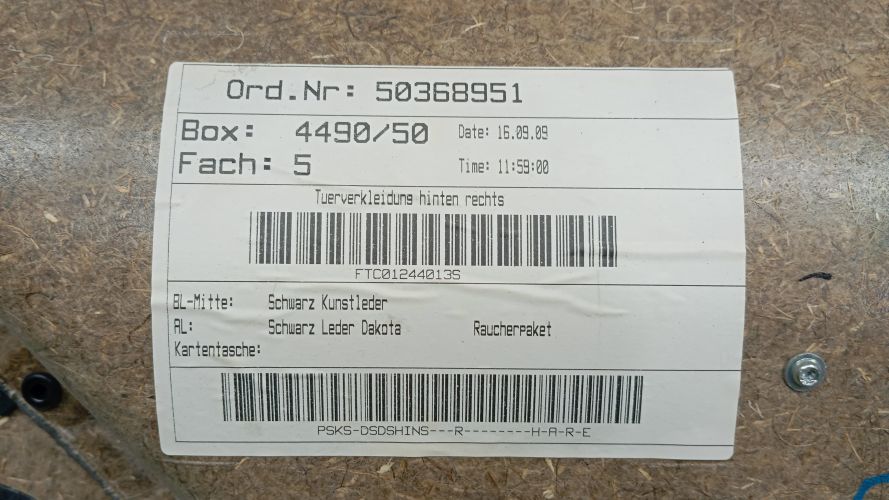 Ord.Nr: 50368951
Box: 4490/50 Date: 16.09.09
Fach: 5 Time: 11:59:00
Tuerverkleidung hinten rechts
FTC01244013S
BL-Mitte: Schwarz Kunstleder
AL: Schwarz Leder Dakota Raucherpaket
Kartentasche:
PSKS-DSDSHINS---R--------H-A-R-E